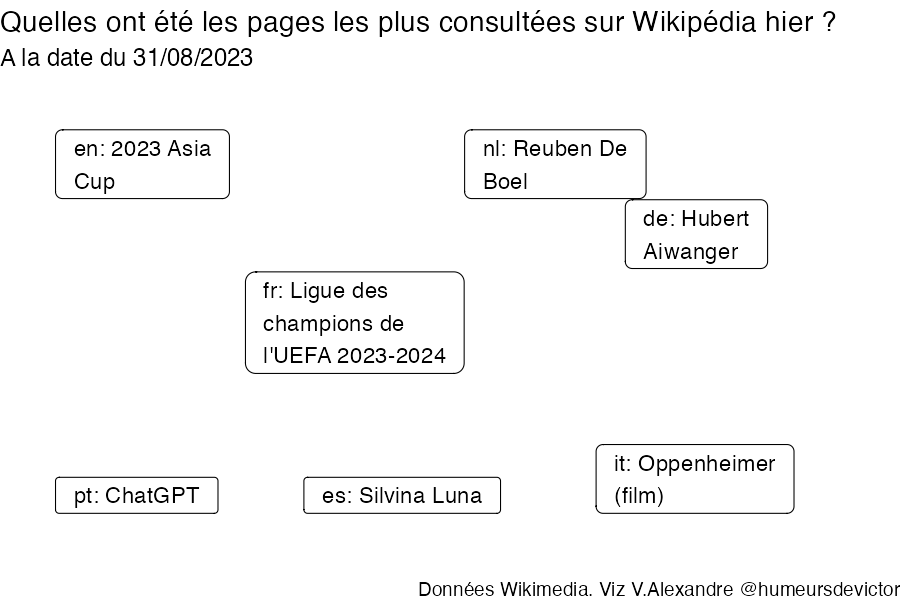 Quelles ont été les pages les plus consultées sur Wikipédia hier ?
A la date du 31/08/2023
en: 2023 Asia
Cup
nl: Reuben De
Boel
de: Hubert
Aiwanger
fr: Ligue des
champions de
l'UEFA 2023-2024
pt: ChatGPT
es: Silvina Luna
it: Oppenheimer
(film)
Données Wikimedia. Viz V.Alexandre @humeursdevictor